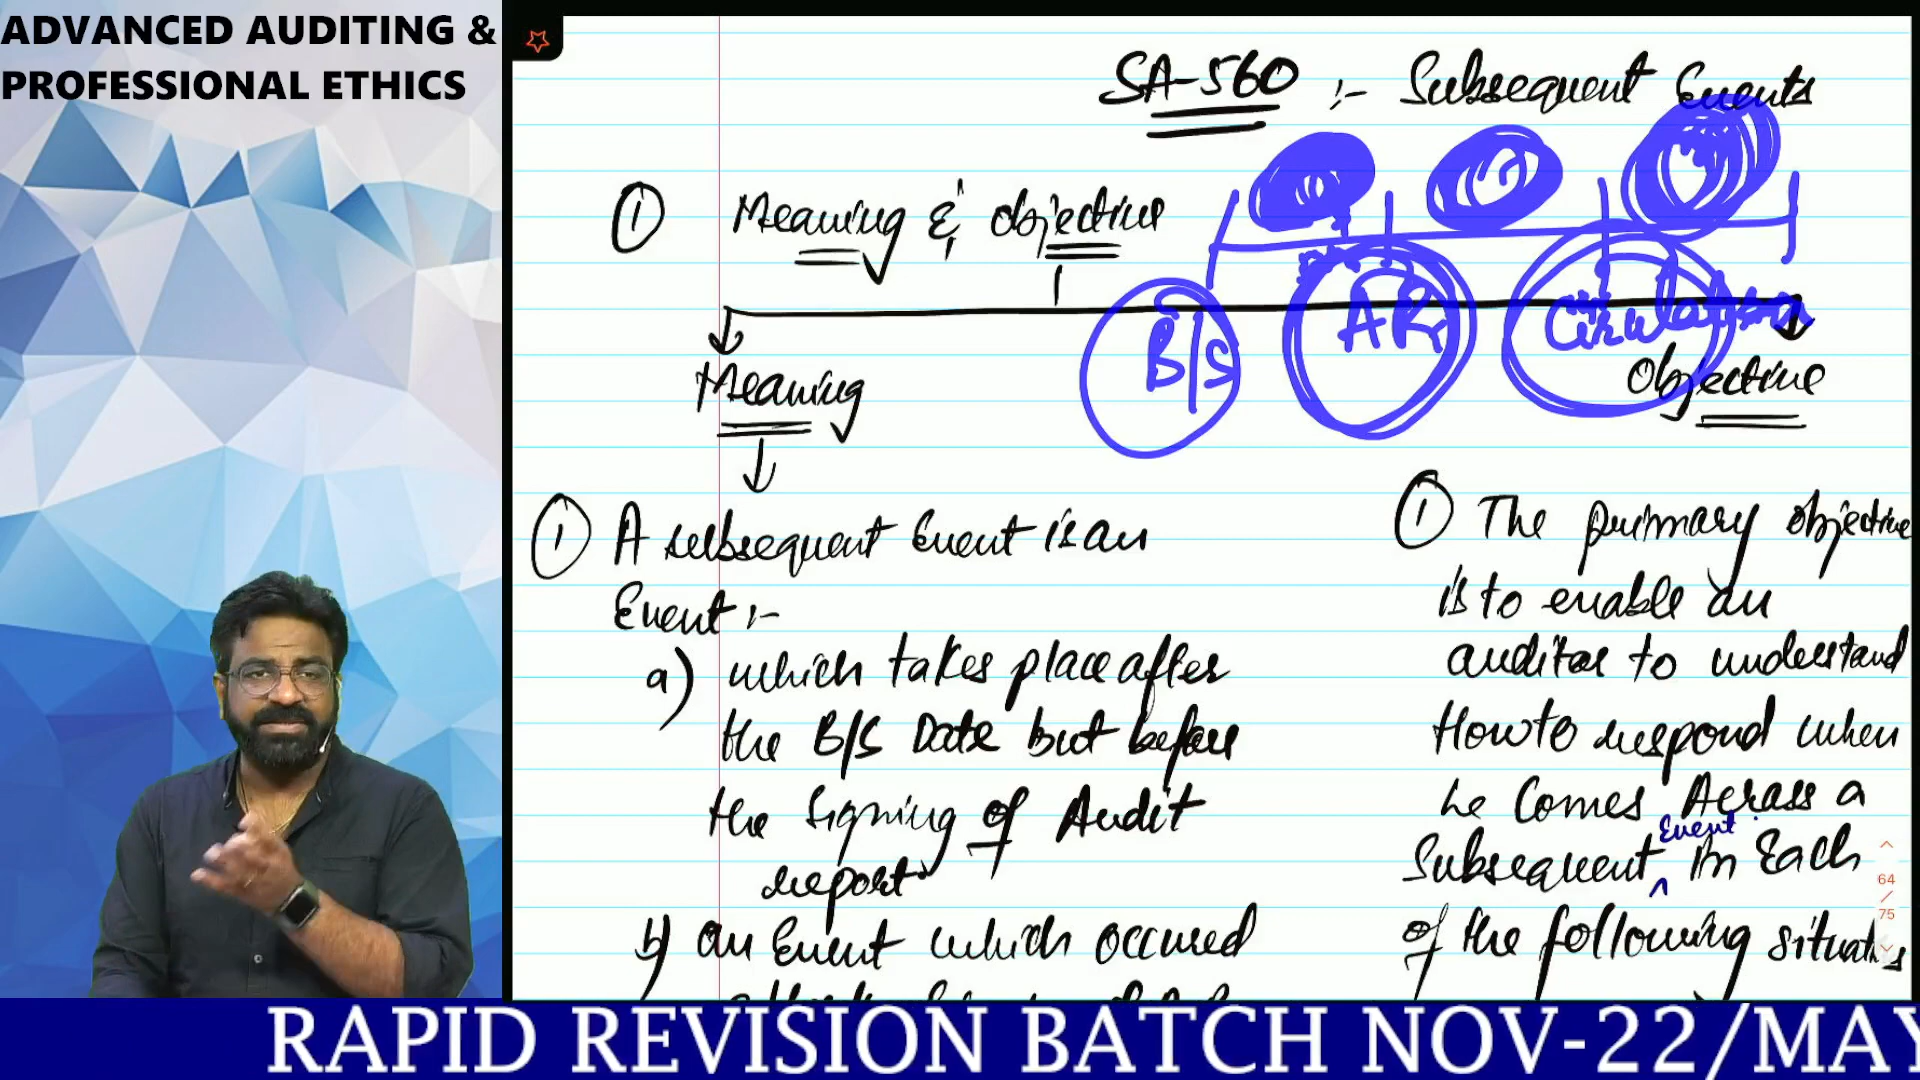 ADVANCED AUDITING &
PROFESSIONAL ETHICS
SA-560 :- Subsequent Events
① Meaning & objective
B/S AR Circulation
Meaning
Objective
① A subsequent Event is an
Event :-
a) which takes place after
the B/S Date but before
the signing of Audit
report
b) an Event which occured
① The primary objective
is to enable an
auditor to understand
How to respond when
he Comes Across a
Subsequent Event in Each
of the following situations
64
/
75
RAPID REVISION BATCH NOV-22/MAY